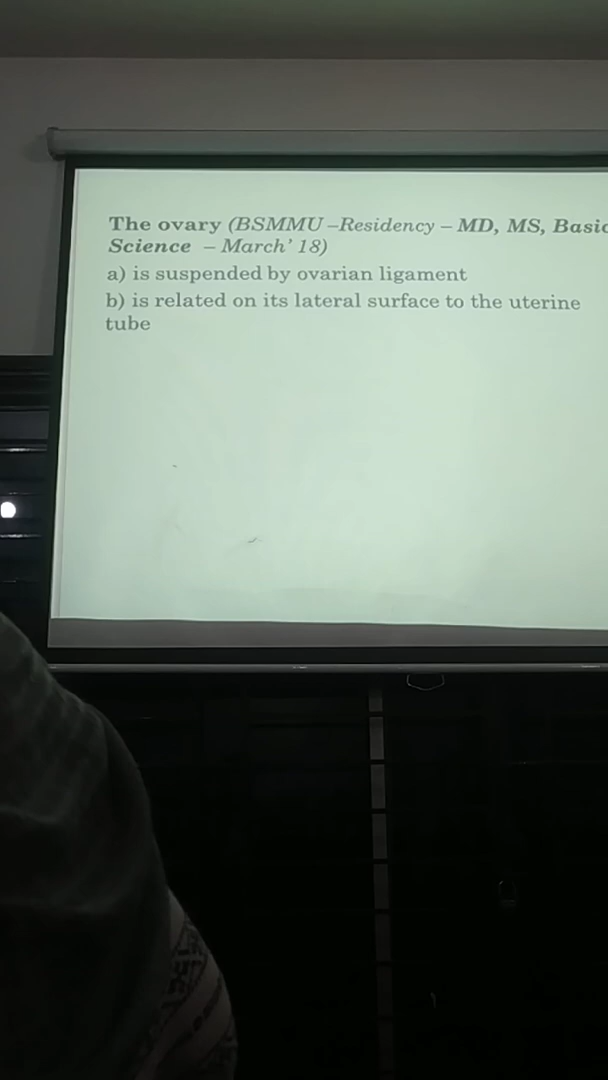 The ovary (BSMMU –Residency – MD, MS, Basic
Science – March' 18)
a) is suspended by ovarian ligament
b) is related on its lateral surface to the uterine
tube